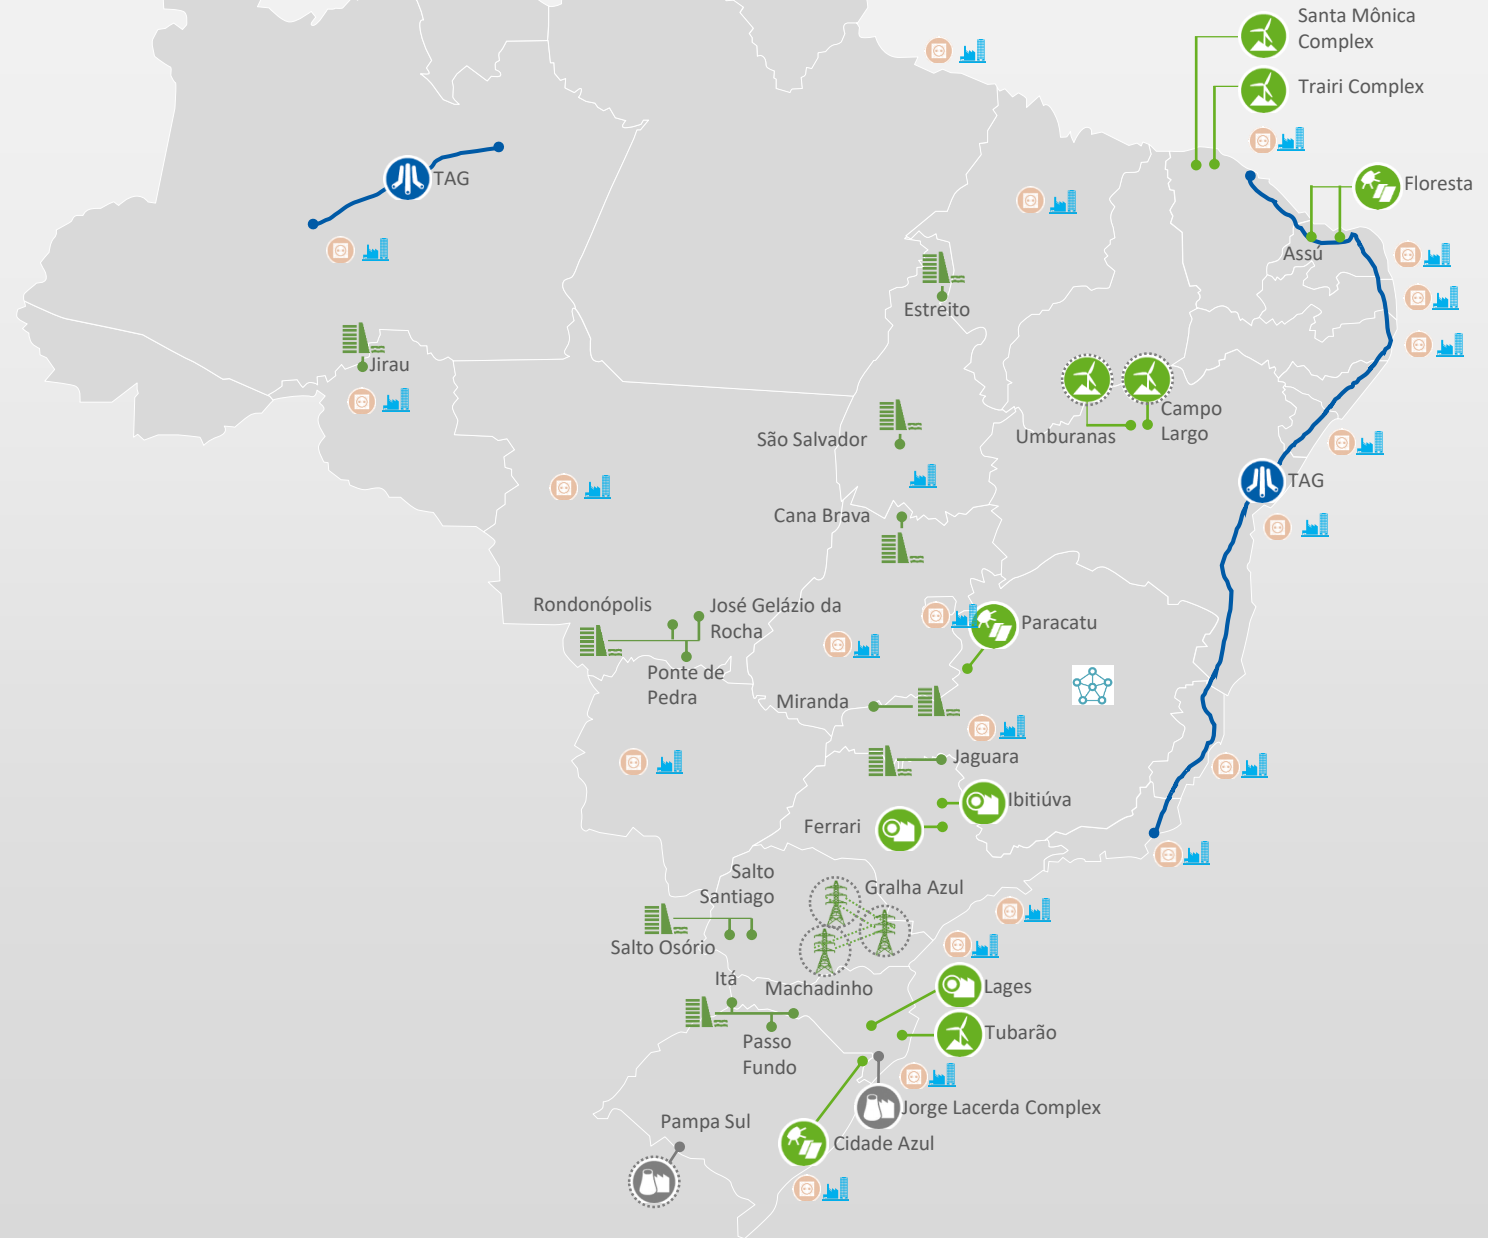 Santa Mônica
Complex
Trairi Complex
TAG
Floresta
Assú
Estreito
Jirau
Campo
Largo
Umburanas
São Salvador
TAG
Cana Brava
Rondonópolis
José Gelázio da
Rocha
Paracatu
Ponte de
Pedra
Miranda
Jaguara
Ibitiúva
Ferrari
Salto
Santiago
Gralha Azul
Salto Osório
Itá
Machadinho
Lages
Passo
Fundo
Tubarão
Jorge Lacerda Complex
Pampa Sul
Cidade Azul